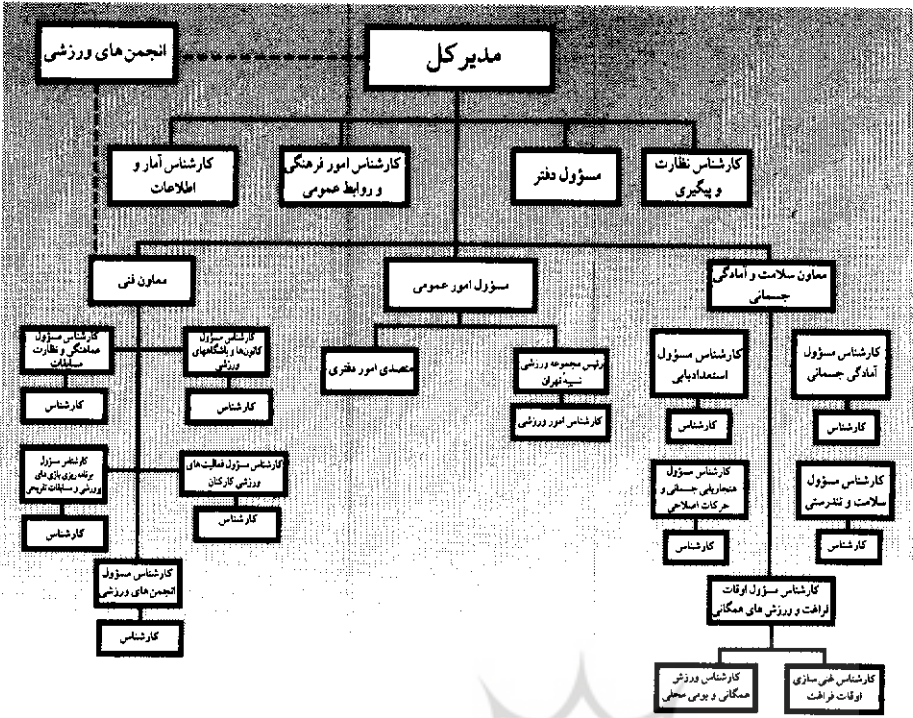 مدیر کل
انجمن های ورزشی
کارشناس نظارت
و پیگیری
مسؤول دفتر
کارشناس امور فرهنگی
و روابط عمومی
کارشناس آمار و
اطلاعات
معاون سلامت و آمادگی
جسمانی
مسؤول امور عمومی
معاون فنی
کارشناس مسؤول
آمادگی جسمانی
کارشناس
کارشناس مسؤول
استعدادیابی
کارشناس
کارشناس مسؤول
سلامت و تندرستی
کارشناس
کارشناس مسؤول
هنجاریابی جسمانی و
حرکات اصلاحی
کارشناس
کارشناس مسؤول اوقات
فراغت و ورزش های همگانی
کارشناس غنی سازی
اوقات فراغت
کارشناس ورزش
همگانی و بومی محلی
رئیس مجموعه ورزشی
تهران
کارشناس امور ورزشی
متصدی امور دفتری
کارشناس مسؤول
کانون‌ها و باشگاههای
ورزشی
کارشناس
کارشناس مسؤول
هماهنگی و نظارت
مسابقات
کارشناس
کارشناس مسؤول فعالیت های
ورزشی کارکنان
کارشناس
کارشناس مسؤول
برنامه ریزی بازی های
ورزشی و مسابقات تفریحی
کارشناس
کارشناس مسؤول
انجمن های ورزشی
کارشناس